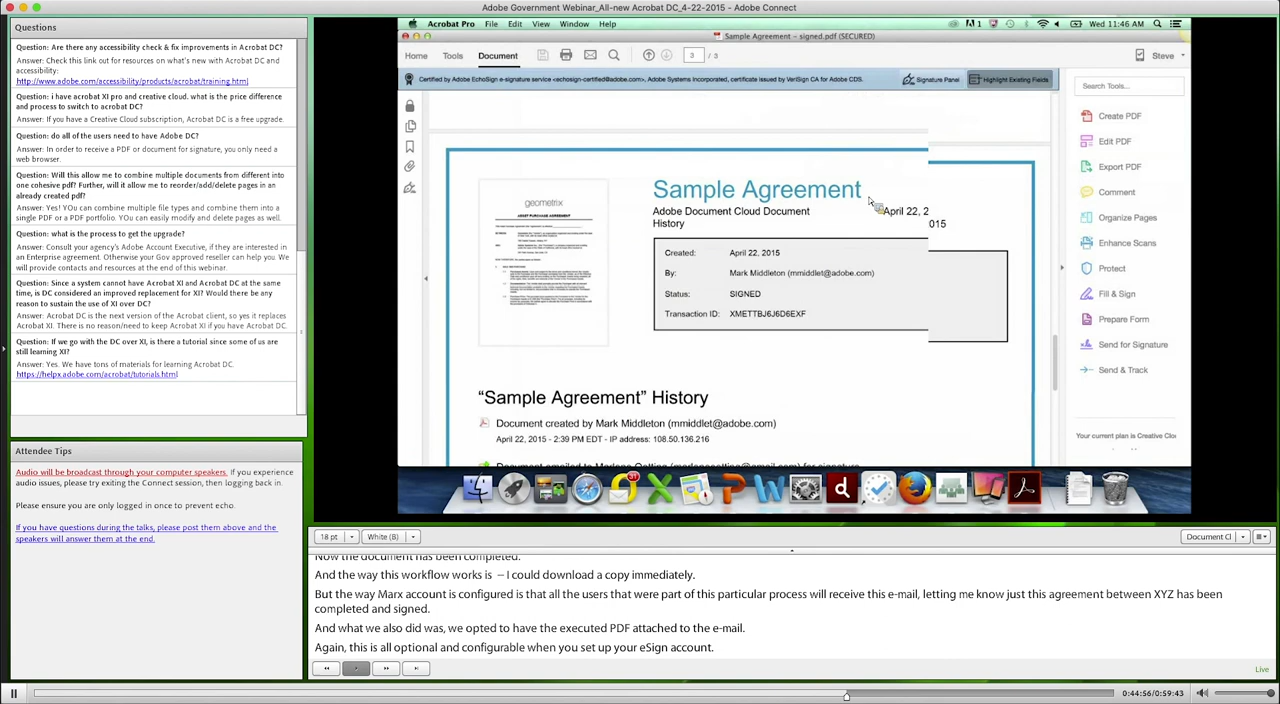 Adobe Government Webinar_All-new Acrobat DC_4-22-2015 - Adobe Connect
Questions
Question: Are there any accessibility check & fix improvements in Acrobat DC?
Answer: Check this link out for resources on what's new with Acrobat DC and
accessibility:
http://www.adobe.com/accessibility/products/acrobat/training.html
Question: i have acrobat XI pro and creative cloud. what is the price difference
and process to switch to acrobat DC?
Answer: If you have a Creative Cloud subscription, Acrobat DC is a free upgrade.
Question: do all of the users need to have Adobe DC?
Answer: In order to receive a PDF or document for signature, you only need a
web browser.
Question: Will this allow me to combine multiple documents from different into
one cohesive pdf? Further, will it allow me to reorder/add/delete pages in an
already created pdf?
Answer: Yes! YOu can combine multiple file types and combine them into a
single PDF or a PDF portfolio. You can easily modify and delete pages as well.
Question: what is the process to get the upgrade?
Answer: Consult your agency's Adobe Account Executive, if they are interested in
an Enterprise agreement. Otherwise your Gov approved reseller can help you. We
will provide contacts and resources at the end of this webinar.
Question: Since a system cannot have Acrobat XI and Acrobat DC at the same
time, is DC considered an improved replacement for XI? Would there be any
reason to sustain the use of XI over DC?
Answer: Acrobat DC is the next version of the Acrobat client, so yes it replaces
Acrobat XI. There is no reason/need to keep Acrobat XI if you have Acrobat DC.
Question: If we go with the DC over XI, is there a tutorial since some of us are
still learning XI?
Answer: Yes. We have tons of materials for learning Acrobat DC.
https://helpx.adobe.com/acrobat/tutorials.html
Attendee Tips
Audio will be broadcast through your computer speakers. If you experience
audio issues, please try exiting the Connect session, then logging back in.
Please ensure you are only logged in once to prevent echo.
If you have questions during the talks, please post them above and the
speakers will answer them at the end.
Acrobat Pro File Edit View Window Help
1 Wed 11:46 AM
Sample Agreement - signed.pdf (SECURED)
Home Tools Document 3 / 3 Steve
Certified by Adobe EchoSign e-signature service <echosign-certified@adobe.com>, Adobe Systems Incorporated, certificate issued by VeriSign CA for Adobe CDS.
Signature Panel Highlight Existing Fields
Search Tools...
Create PDF
Edit PDF
Export PDF
Comment
Organize Pages
Enhance Scans
Protect
Fill & Sign
Prepare Form
Send for Signature
Send & Track
Your current plan is Creative Clou
geometrix
ASSET PURCHASE AGREEMENT
Sample Agreement
Adobe Document Cloud Document
History
April 22, 2
015
Created: April 22, 2015
By: Mark Middleton (mmiddlet@adobe.com)
Status: SIGNED
Transaction ID: XMETTBJ6J6D6EXF
“Sample Agreement” History
Document created by Mark Middleton (mmiddlet@adobe.com)
April 22, 2015 - 2:39 PM EDT - IP address: 108.50.136.216
31
18 pt White (B) Document Cl
Now the document has been completed.
And the way this workflow works is – I could download a copy immediately.
But the way Marx account is configured is that all the users that were part of this particular process will receive this e-mail, letting me know just this agreement between XYZ has been
completed and signed.
And what we also did was, we opted to have the executed PDF attached to the e-mail.
Again, this is all optional and configurable when you set up your eSign account.
Live
0:44:56/0:59:43